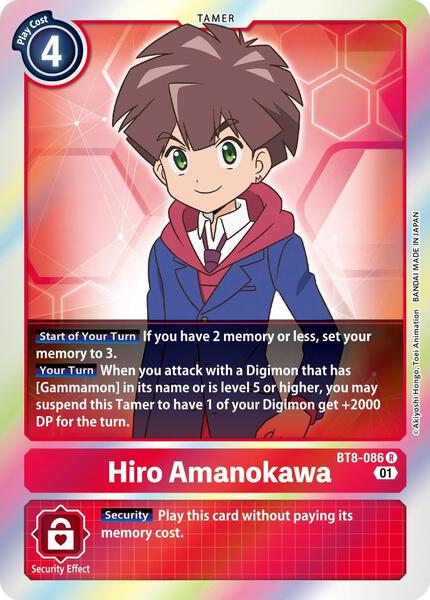 Play Cost
4
TAMER
Start of Your Turn If you have 2 memory or less, set your
memory to 3.
Your Turn When you attack with a Digimon that has
[Gammamon] in its name or is level 5 or higher, you may
suspend this Tamer to have 1 of your Digimon get +2000
DP for the turn.
©Akiyoshi Hongo, Toei Animation BANDAI MADE IN JAPAN
Hiro Amanokawa
BT8-086 R
01
Security Play this card without paying its
memory cost.
Security Effect